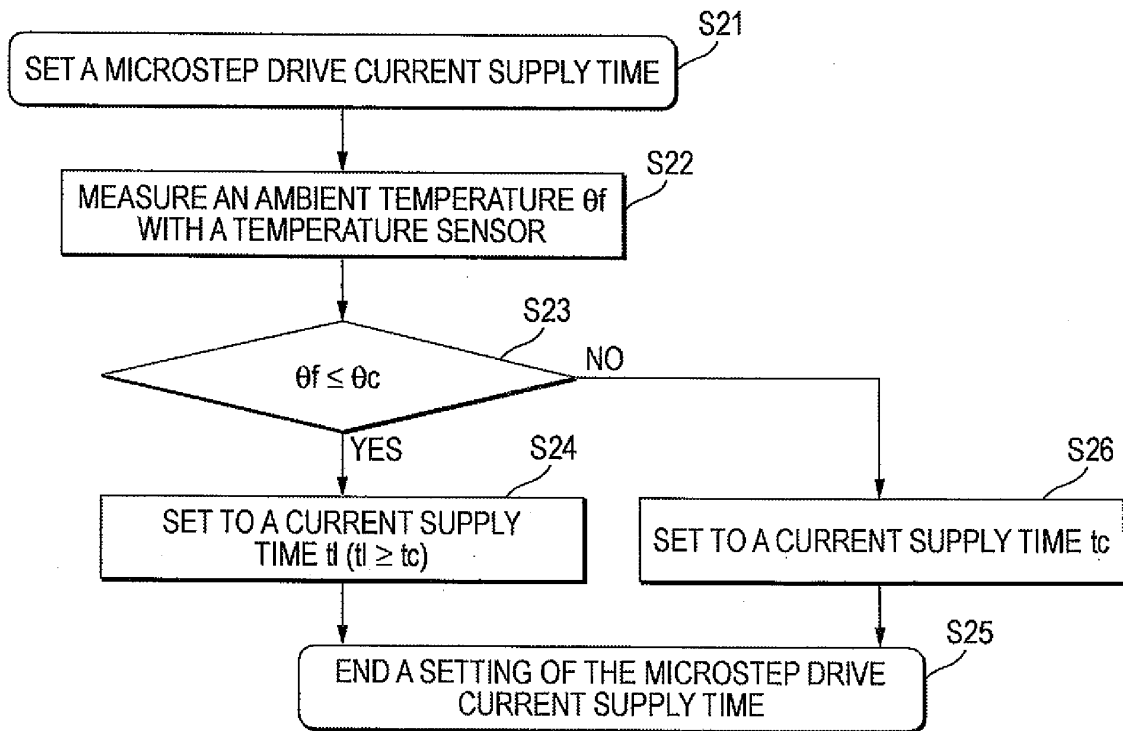 S21
SET A MICROSTEP DRIVE CURRENT SUPPLY TIME
S22
MEASURE AN AMBIENT TEMPERATURE θf
WITH A TEMPERATURE SENSOR
S23
θf ≤ θc
NO
YES
S24
SET TO A CURRENT SUPPLY
TIME tl (tl ≥ tc)
S26
SET TO A CURRENT SUPPLY TIME tc
S25
END A SETTING OF THE MICROSTEP DRIVE
CURRENT SUPPLY TIME